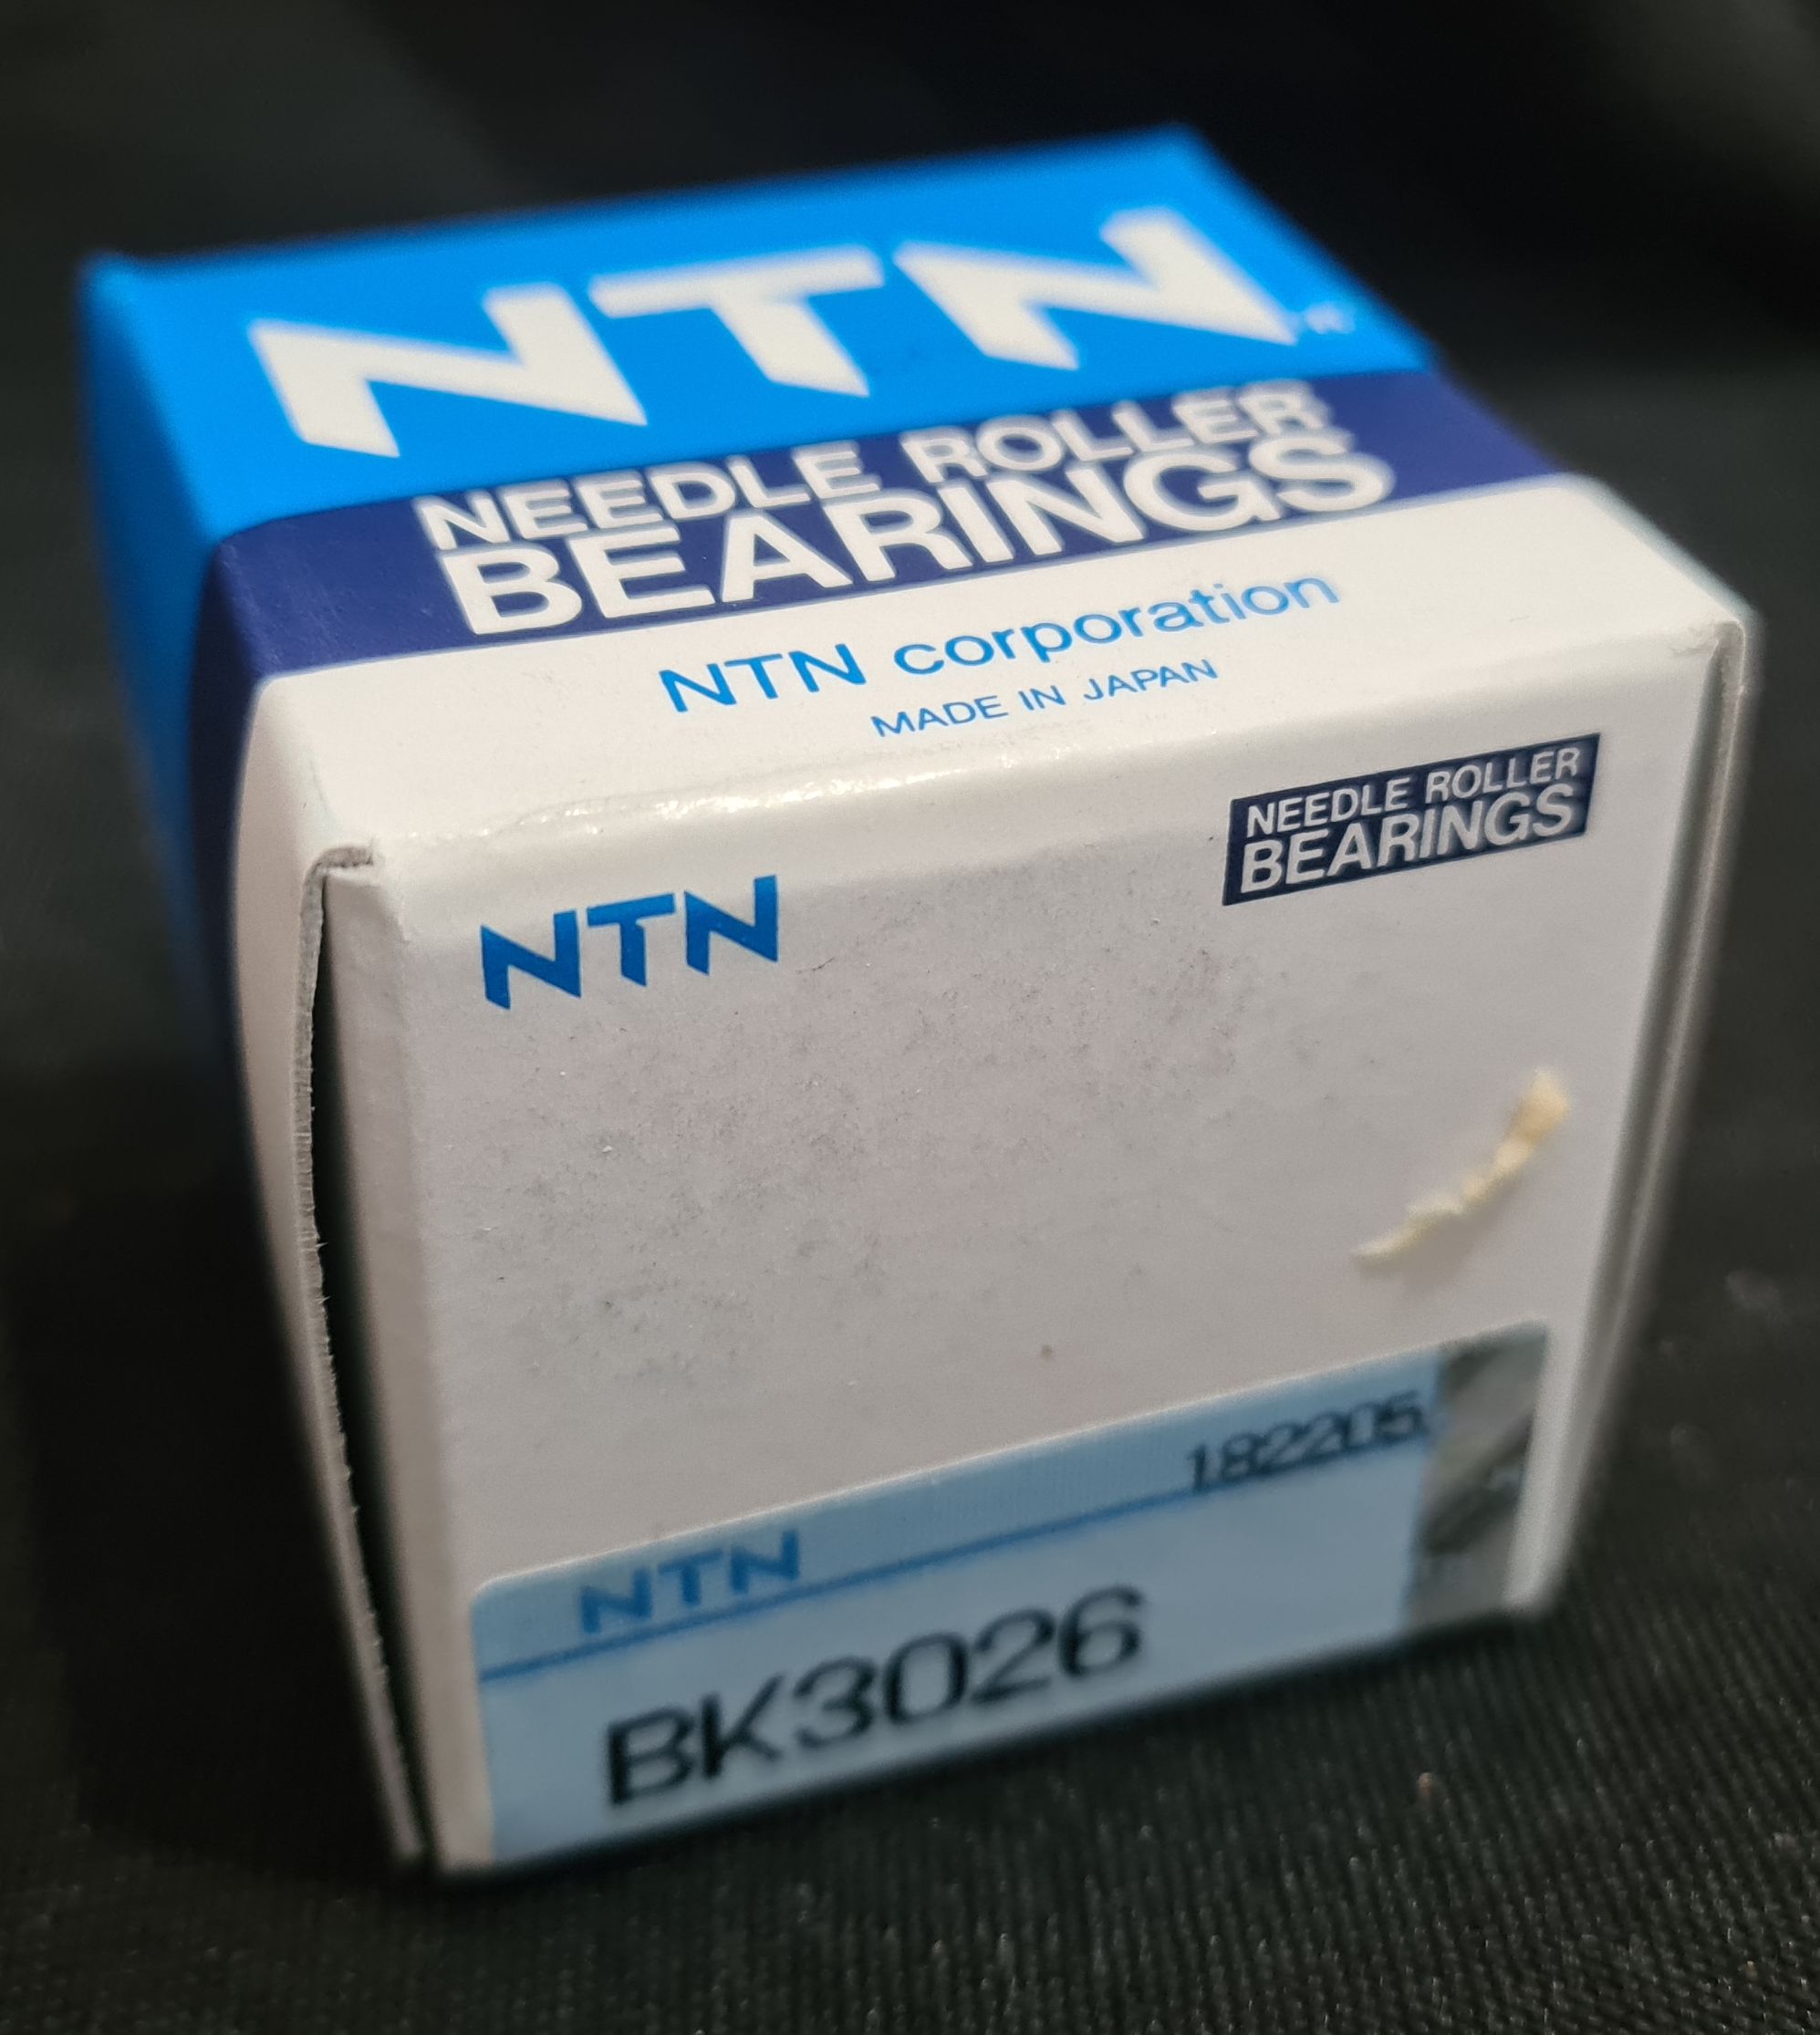 NTN
NEEDLE ROLLER
BEARINGS
NTN corporation
MADE IN JAPAN
NTN
NEEDLE ROLLER
BEARINGS
182205
NTN
BK3026